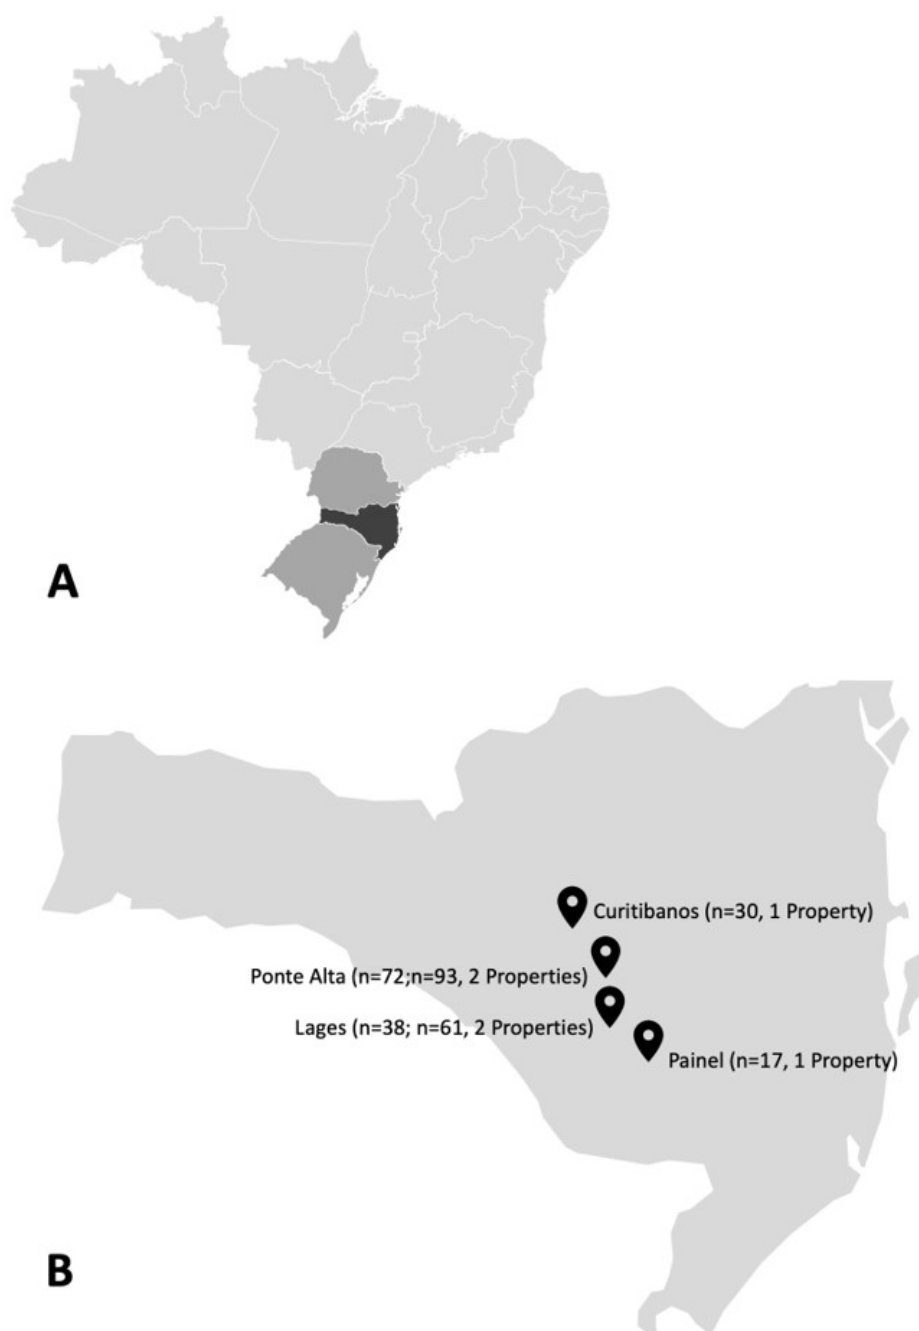 A
Curitibanos (n=30, 1 Property)
Ponte Alta (n=72;n=93, 2 Properties)
Lages (n=38; n=61, 2 Properties)
Painel (n=17, 1 Property)
B